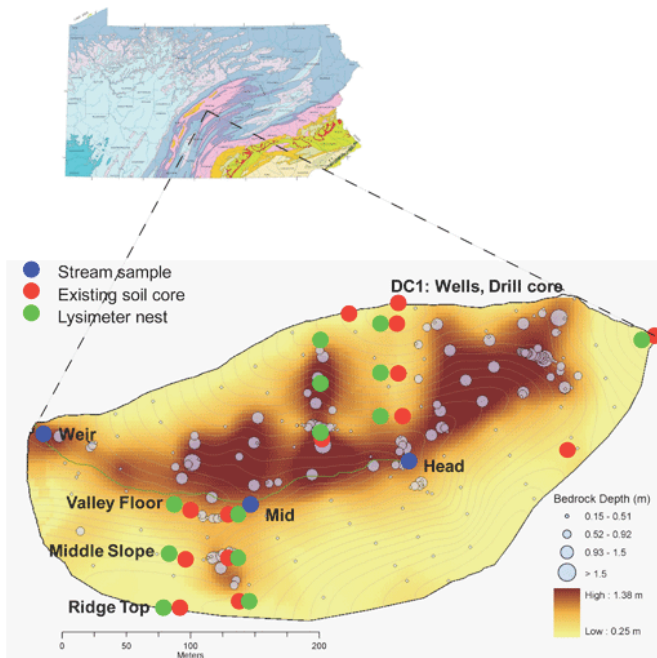 Stream sample
Existing soil core
Lysimeter nest
DC1: Wells, Drill core
Weir
Head
Valley Floor
Mid
Middle Slope
Ridge Top
Bedrock Depth (m)
0.15 - 0.51
0.52 - 0.92
0.93 - 1.5
> 1.5
High : 1.38 m
Low : 0.25 m
0 50 100 150 200
Meters